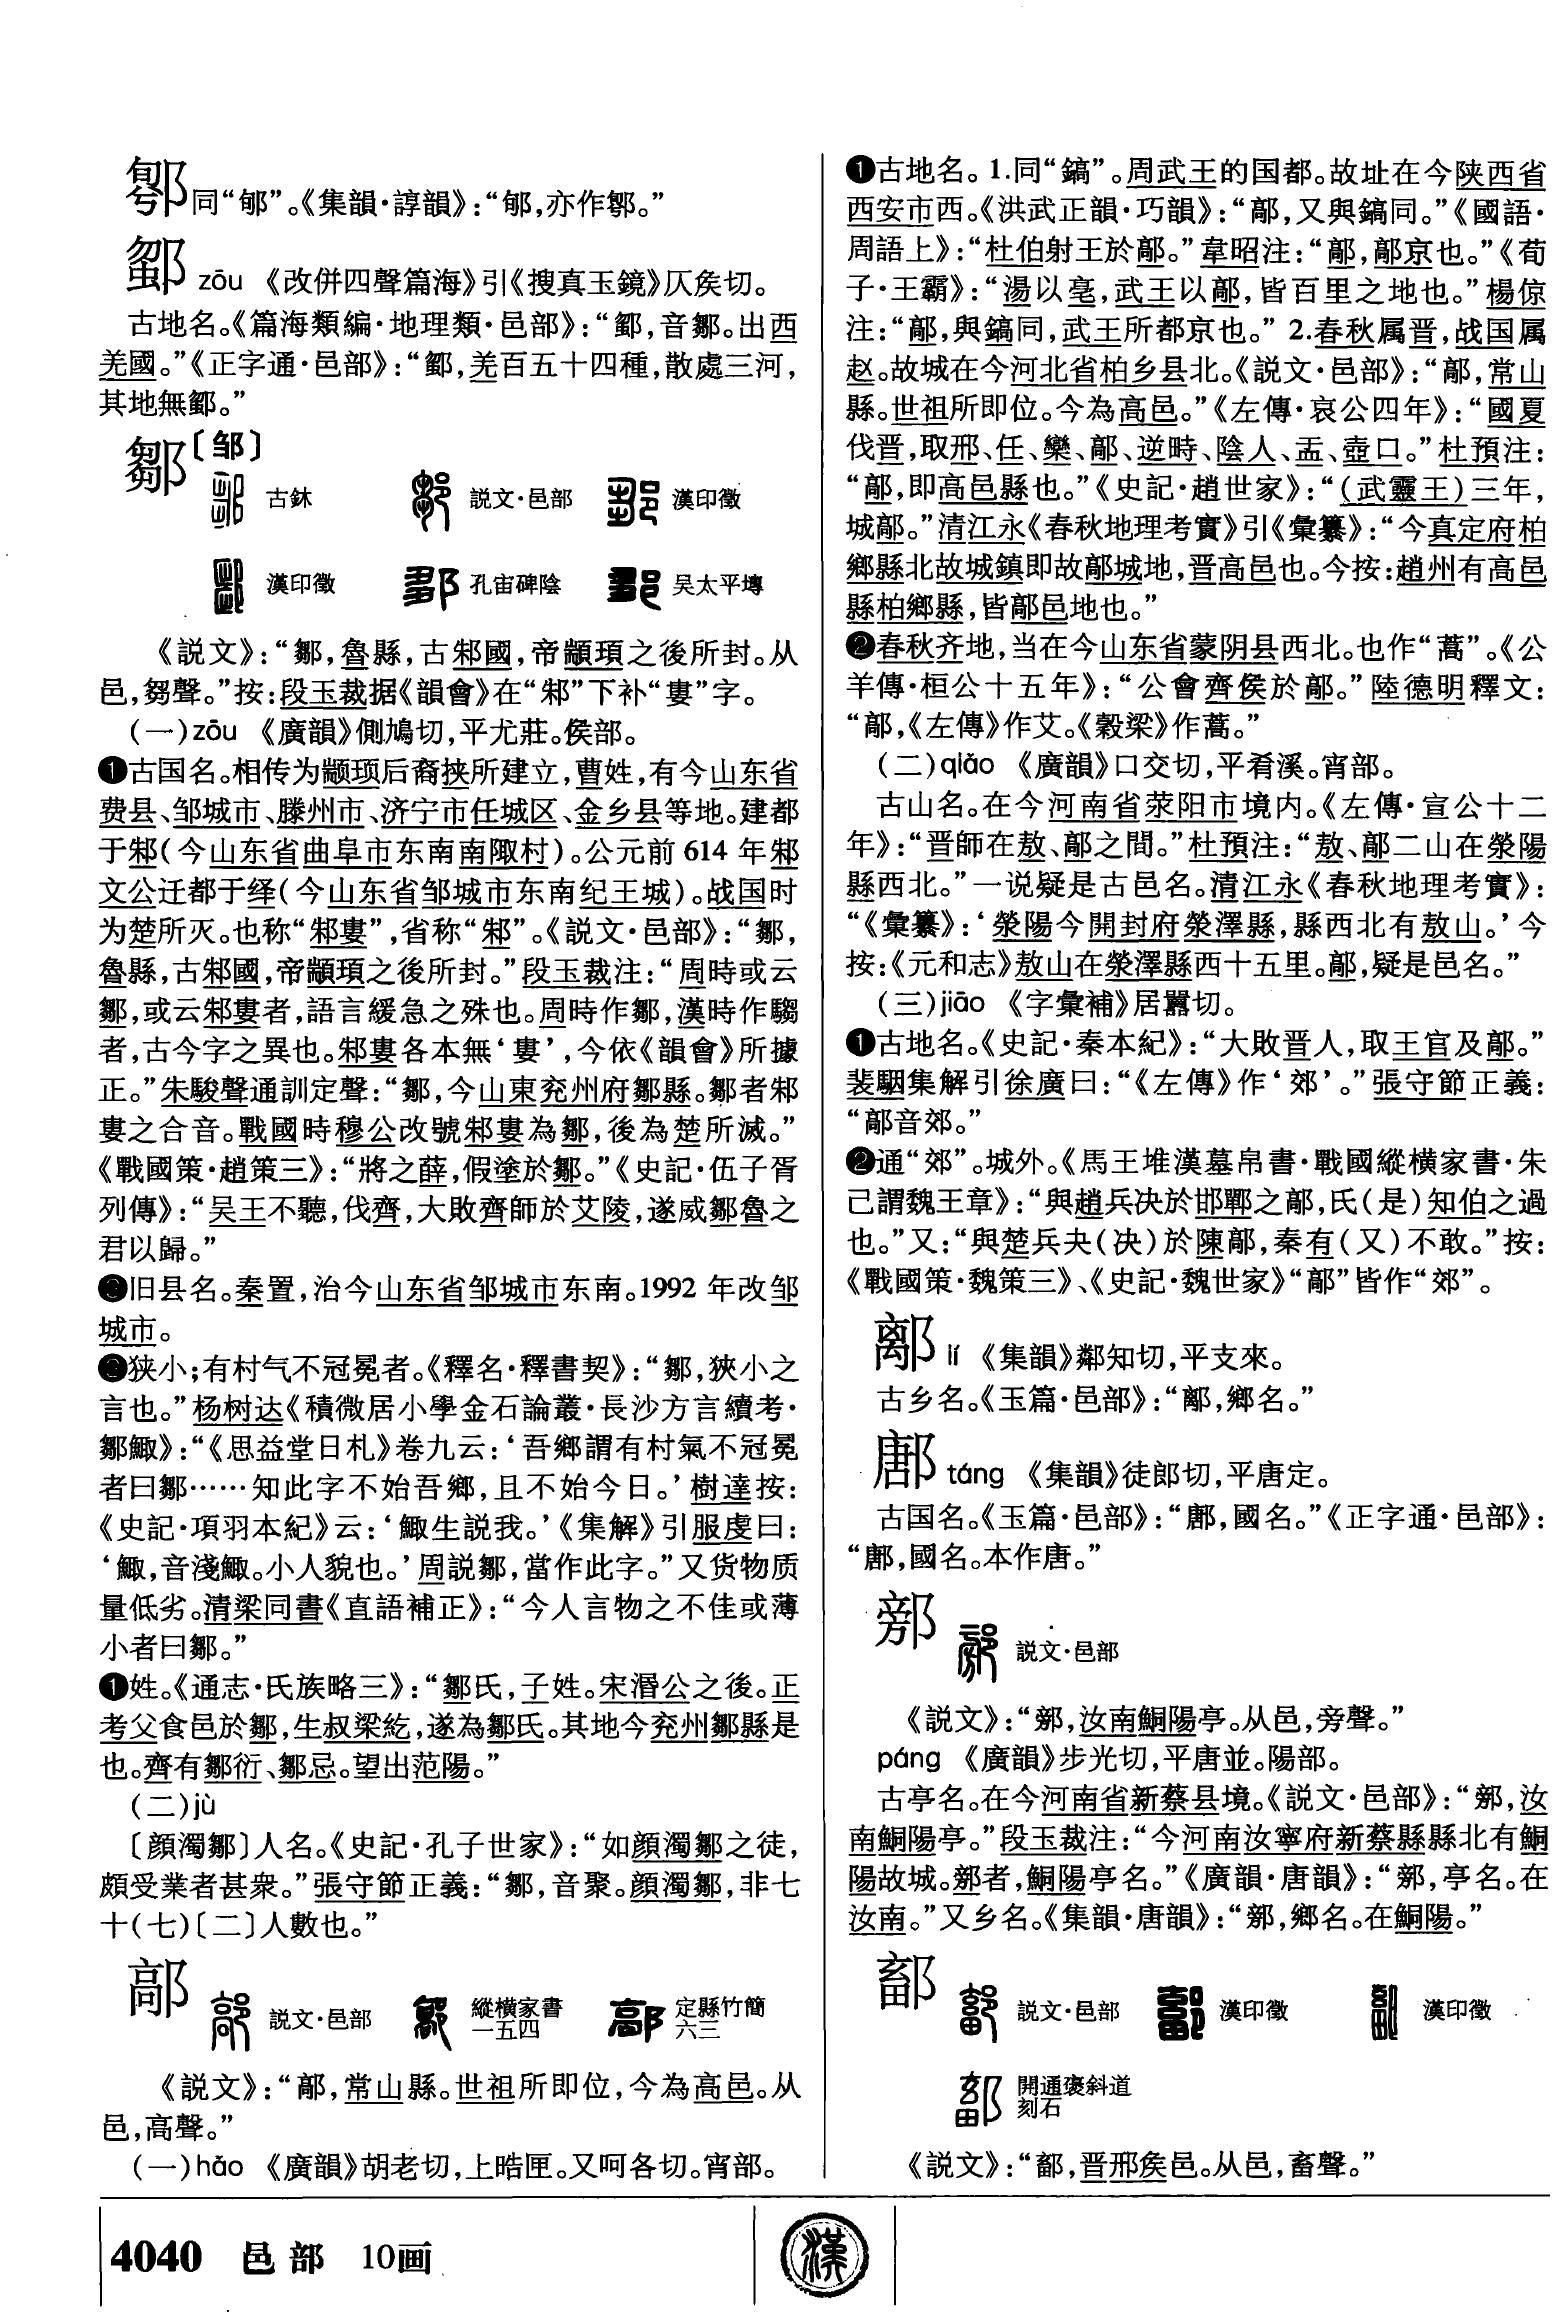 同“郇”。《集韻·諄韻》：“郇，亦作㔌。”
zōu 《改併四聲篇海》引《搜真玉鏡》仄矦切。
古地名。《篇海類編·地理類·邑部》：“，音鄒。出西
羌國。”《正字通·邑部》：“，羌百五十四種，散處三河，
其地無。”
鄒〔邹〕
古鉥 説文·邑部 漢印徵
漢印徵 孔宙碑陰 吴太平塼
《説文》：“鄒，魯縣，古邾國，帝顓頊之後所封。从
邑，芻聲。”按：段玉裁据《韻會》在“邾”下补“婁”字。
(一)zōu 《廣韻》側鳩切，平尤莊。侯部。
❶古国名。相传为颛顼后裔挟所建立，曹姓，有今山东省
费县、邹城市、滕州市、济宁市任城区、金乡县等地。建都
于邾(今山东省曲阜市东南南陬村)。公元前 614 年邾
文公迁都于绎(今山东省邹城市东南纪王城)。战国时
为楚所灭。也称“邾婁”，省称“邾”。《説文·邑部》：“鄒，
魯縣，古邾國，帝顓頊之後所封。”段玉裁注：“周時或云
鄒，或云邾婁者，語言緩急之殊也。周時作鄒，漢時作騶
者，古今字之異也。邾婁各本無‘婁’，今依《韻會》所據
正。”朱駿聲通訓定聲：“鄒，今山東兖州府鄒縣。鄒者邾
婁之合音。戰國時穆公改號邾婁為鄒，後為楚所滅。”
《戰國策·趙策三》：“將之薛，假塗於鄒。”《史記·伍子胥
列傳》：“吴王不聽，伐齊，大敗齊師於艾陵，遂威鄒魯之
君以歸。”
❷旧县名。秦置，治今山东省邹城市东南。1992 年改邹
城市。
❸狭小；有村气不冠冕者。《釋名·釋書契》：“鄒，狹小之
言也。”杨树达《積微居小學金石論叢·長沙方言續考·
鄒鯫》：“《思益堂日札》卷九云：‘吾鄉謂有村氣不冠冕
者曰鄒……知此字不始吾鄉，且不始今日。’樹達按：
《史記·項羽本紀》云：‘鯫生説我。’《集解》引服虔曰：
‘鯫，音淺鯫。小人貌也。’周説鄒，當作此字。”又货物质
量低劣。清梁同書《直語補正》：“今人言物之不佳或薄
小者曰鄒。”
❶姓。《通志·氏族略三》：“鄒氏，子姓。宋湣公之後。正
考父食邑於鄒，生叔梁紇，遂為鄒氏。其地今兖州鄒縣是
也。齊有鄒衍、鄒忌。望出范陽。”
(二)jù
〔顔濁鄒〕人名。《史記·孔子世家》：“如顔濁鄒之徒，
頗受業者甚衆。”張守節正義：“鄒，音聚。顔濁鄒，非七
十(七)〔二〕人數也。”
鄗
説文·邑部 縱横家書一五四 定縣竹簡六三
《説文》：“鄗，常山縣。世祖所即位，今為高邑。从
邑，高聲。”
(一)hào 《廣韻》胡老切，上晧匣。又呵各切。宵部。
❶古地名。1.同“鎬”。周武王的国都。故址在今陕西省
西安市西。《洪武正韻·巧韻》：“鄗，又與鎬同。”《國語·
周語上》：“杜伯射王於鄗。”韋昭注：“鄗，鄗京也。”《荀
子·王霸》：“湯以亳，武王以鄗，皆百里之地也。”楊倞
注：“鄗，與鎬同，武王所都京也。” 2.春秋属晋，战国属
赵。故城在今河北省柏乡县北。《説文·邑部》：“鄗，常山
縣。世祖所即位。今為高邑。”《左傳·哀公四年》：“國夏
伐晋，取邢、任、欒、鄗、逆畤、陰人、盂、壺口。”杜預注：
“鄗，即高邑縣也。”《史記·趙世家》：“(武靈王)三年，
城鄗。”清江永《春秋地理考實》引《彙纂》：“今真定府柏
鄉縣北故城鎮即故鄗城地，晋高邑也。今按：趙州有高邑
縣柏鄉縣，皆鄗邑地也。”
❷春秋齐地，当在今山东省蒙阴县西北。也作“蒿”。《公
羊傳·桓公十五年》：“公會齊侯於鄗。”陸德明釋文：
“鄗，《左傳》作艾。《穀梁》作蒿。”
(二)qiāo 《廣韻》口交切，平肴溪。宵部。
古山名。在今河南省荥阳市境内。《左傳·宣公十二
年》：“晋師在敖、鄗之間。”杜預注：“敖、鄗二山在滎陽
縣西北。”一说疑是古邑名。清江永《春秋地理考實》：
“《彙纂》：‘滎陽今開封府滎澤縣，縣西北有敖山。’今
按：《元和志》敖山在滎澤縣西十五里。鄗，疑是邑名。”
(三)jiāo 《字彙補》居囂切。
❶古地名。《史記·秦本紀》：“大敗晋人，取王官及鄗。”
裴駰集解引徐廣曰：“《左傳》作‘郊’。”張守節正義：
“鄗音郊。”
❷通“郊”。城外。《馬王堆漢墓帛書·戰國縱横家書·朱
己謂魏王章》：“與趙兵决於邯鄲之鄗，氏(是)知伯之過
也。”又：“與楚兵夬(决)於陳鄗，秦有(又)不敢。”按：
《戰國策·魏策三》、《史記·魏世家》“鄗”皆作“郊”。
lí 《集韻》鄰知切，平支來。
古乡名。《玉篇·邑部》：“，鄉名。”
鄌 táng 《集韻》徒郎切，平唐定。
古国名。《玉篇·邑部》：“鄌，國名。”《正字通·邑部》：
“鄌，國名。本作唐。”
䣊
説文·邑部
《説文》：“䣊，汝南鮦陽亭。从邑，旁聲。”
páng 《廣韻》步光切，平唐並。陽部。
古亭名。在今河南省新蔡县境。《説文·邑部》：“䣊，汝
南鮦陽亭。”段玉裁注：“今河南汝寧府新蔡縣縣北有鮦
陽故城。䣊者，鮦陽亭名。”《廣韻·唐韻》：“䣊，亭名。在
汝南。”又乡名。《集韻·唐韻》：“䣊，鄉名。在鮦陽。”
鄐
説文·邑部 漢印徵 漢印徵
開通褒斜道刻石
《説文》：“鄐，晋邢矦邑。从邑，畜聲。”
4040 邑部 10画
漢